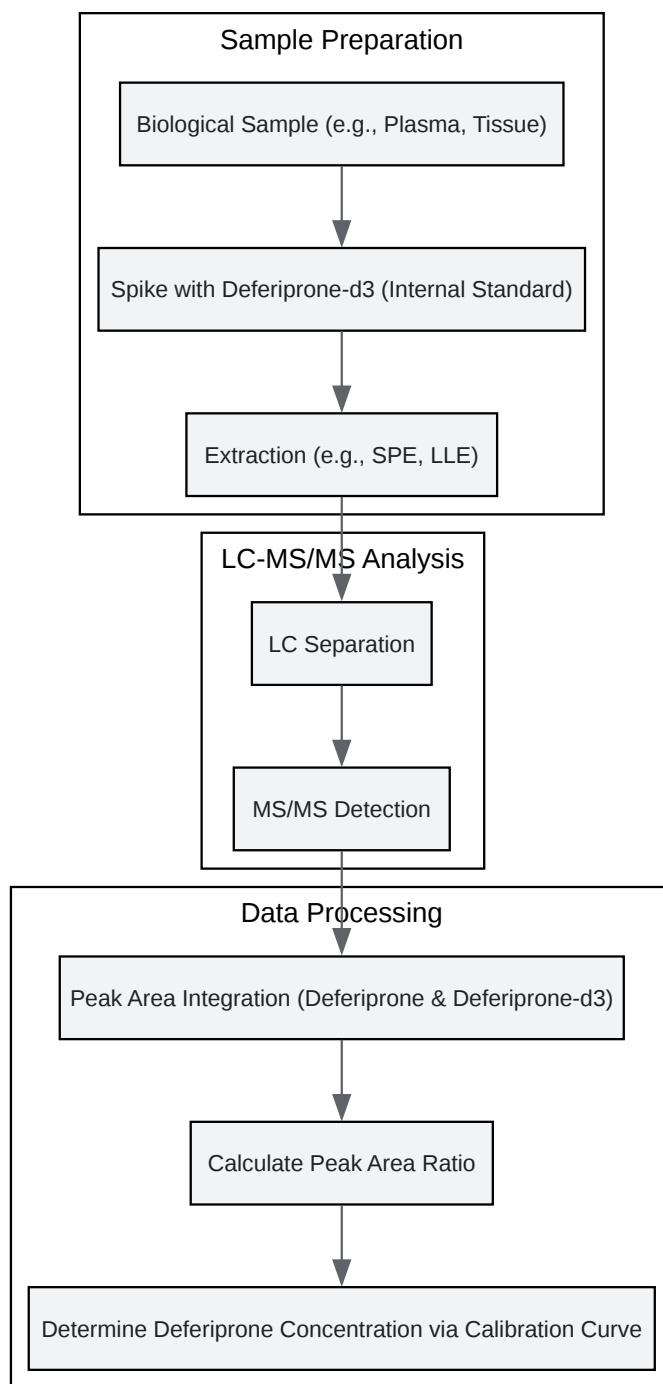 Sample Preparation
Biological Sample (e.g., Plasma, Tissue)
Spike with Deferiprone-d3 (Internal Standard)
Extraction (e.g., SPE, LLE)
LC-MS/MS Analysis
LC Separation
MS/MS Detection
Data Processing
Peak Area Integration (Deferiprone & Deferiprone-d3)
Calculate Peak Area Ratio
Determine Deferiprone Concentration via Calibration Curve